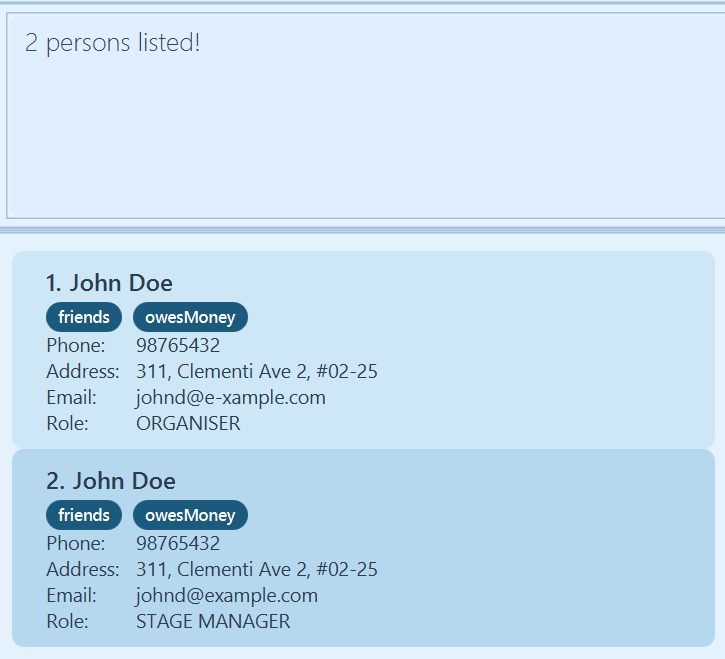 2 persons listed!
1. John Doe
friends owesMoney
Phone: 98765432
Address: 311, Clementi Ave 2, #02-25
Email: johnd@e-xample.com
Role: ORGANISER
2. John Doe
friends owesMoney
Phone: 98765432
Address: 311, Clementi Ave 2, #02-25
Email: johnd@example.com
Role: STAGE MANAGER